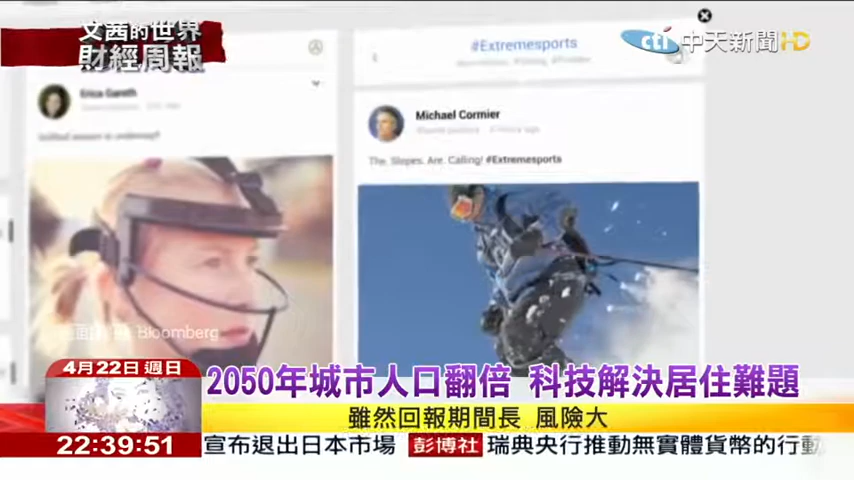 文茜的世界
財經周報
Erica Gareth
#Extremesports
Michael Cormier
The. Slopes. Are. Calling! #Extremesports
cti 中天新聞HD
Bloomberg
4月22日 週日
22:39:51
2050年城市人口翻倍 科技解決居住難題
雖然回報期間長 風險大
宣布退出日本市場 彭博社 瑞典央行推動無實體貨幣的行動